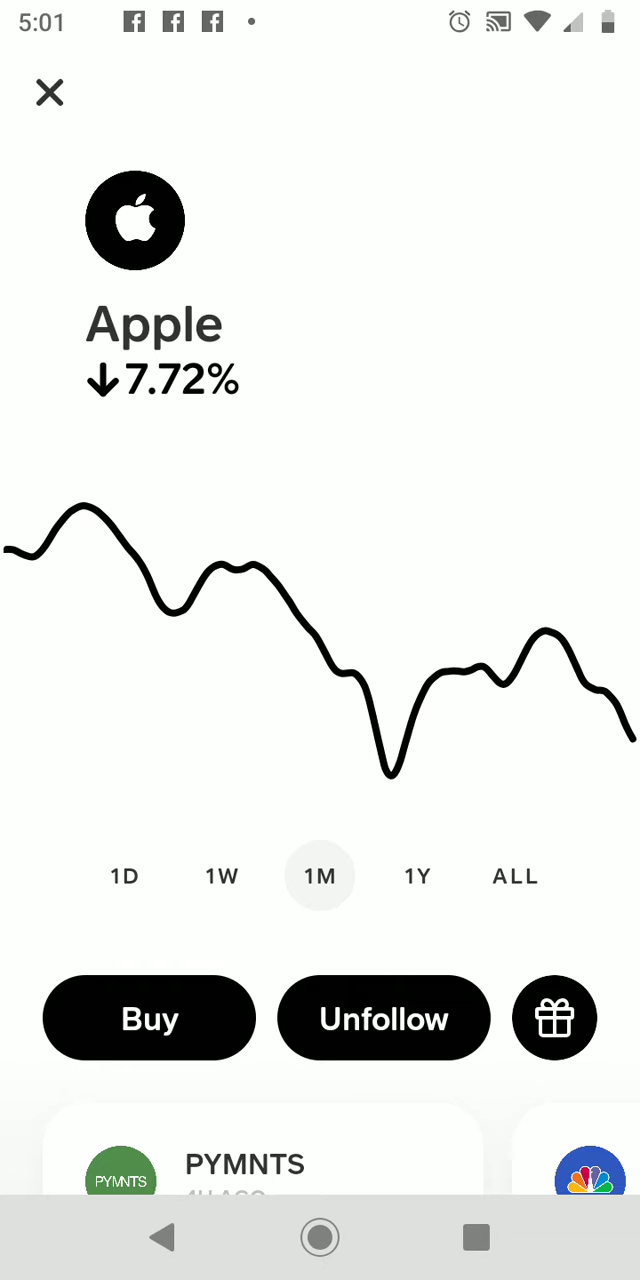 5:01
Apple
↓7.72%
1D 1W 1M 1Y ALL
Buy Unfollow
PYMNTS PYMNTS